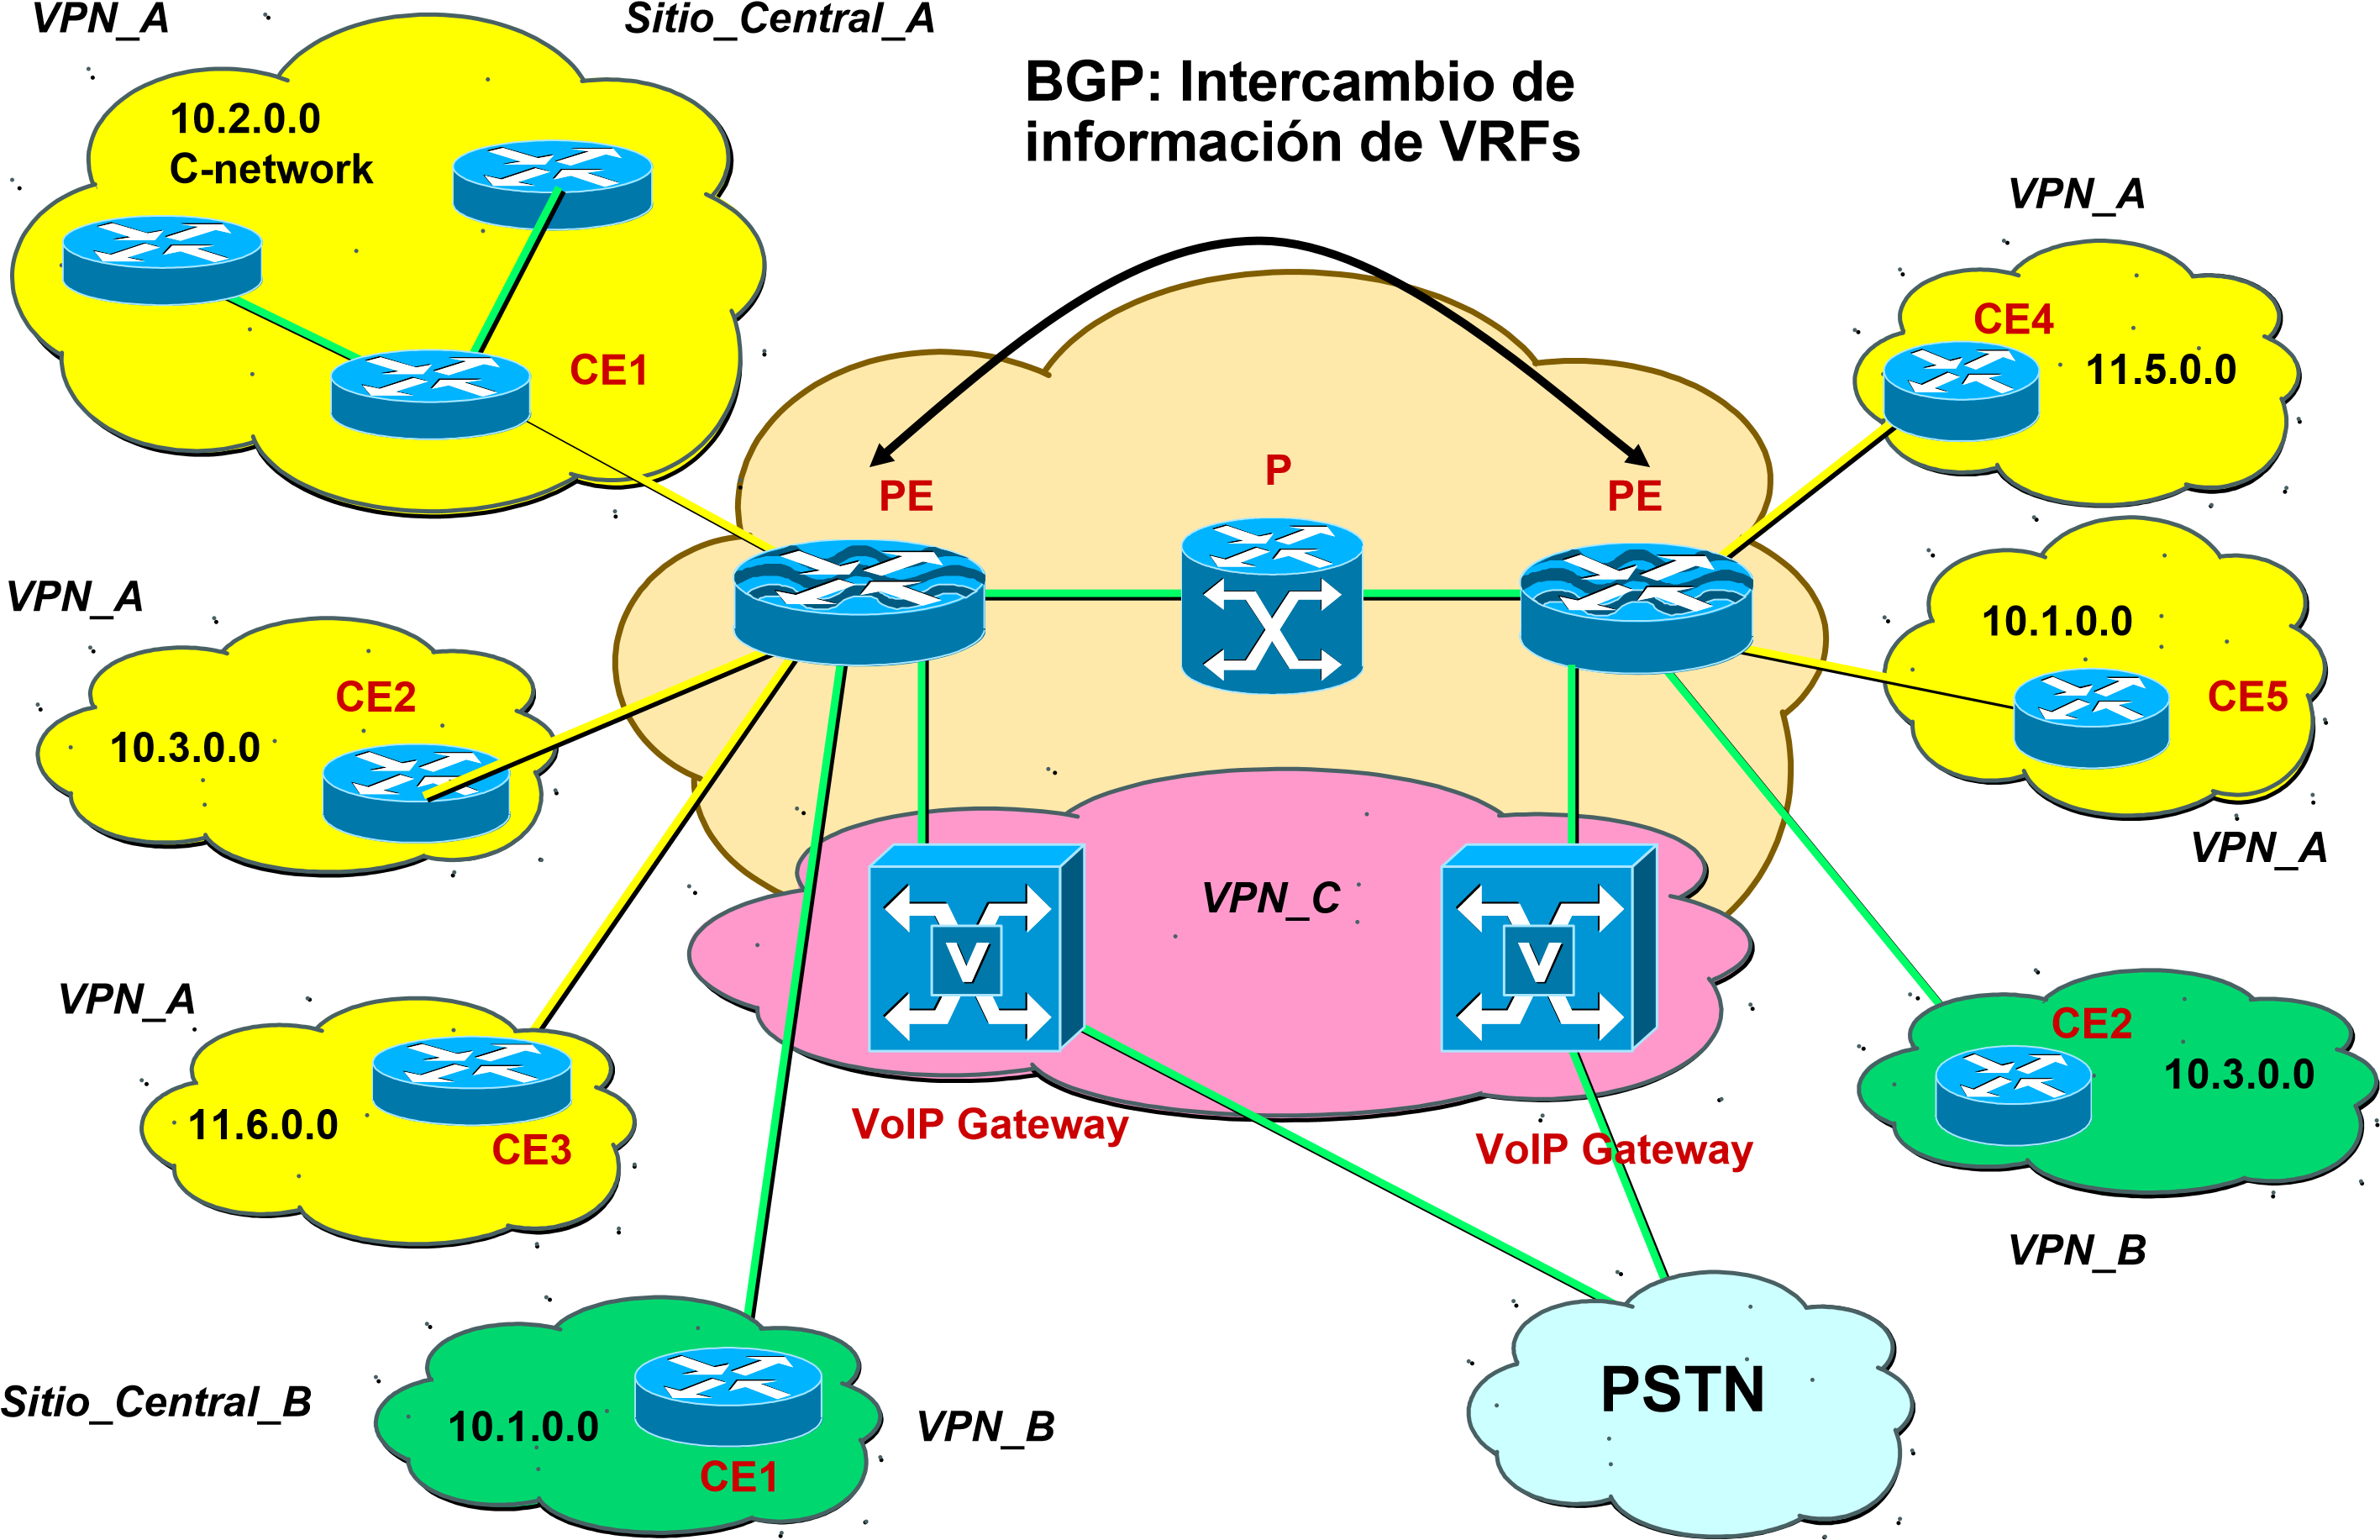 VPN_A
Sitio_Central_A
BGP: Intercambio de
información de VRFs
10.2.0.0
C-network
CE1
VPN_A
CE4
11.5.0.0
PE
P
PE
VPN_A
CE2
10.3.0.0
10.1.0.0
CE5
VPN_A
VPN_C
V
V
VPN_A
11.6.0.0
CE3
VoIP Gateway
VoIP Gateway
CE2
10.3.0.0
VPN_B
Sitio_Central_B
10.1.0.0
CE1
VPN_B
PSTN